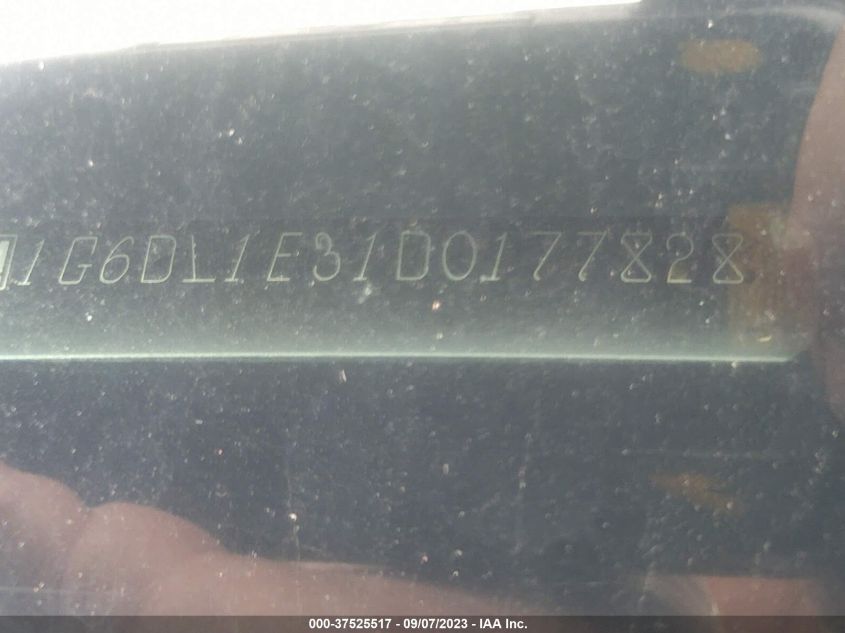 1G6DL1E31D0177828
000-37525517 - 09/07/2023 - IAA Inc.